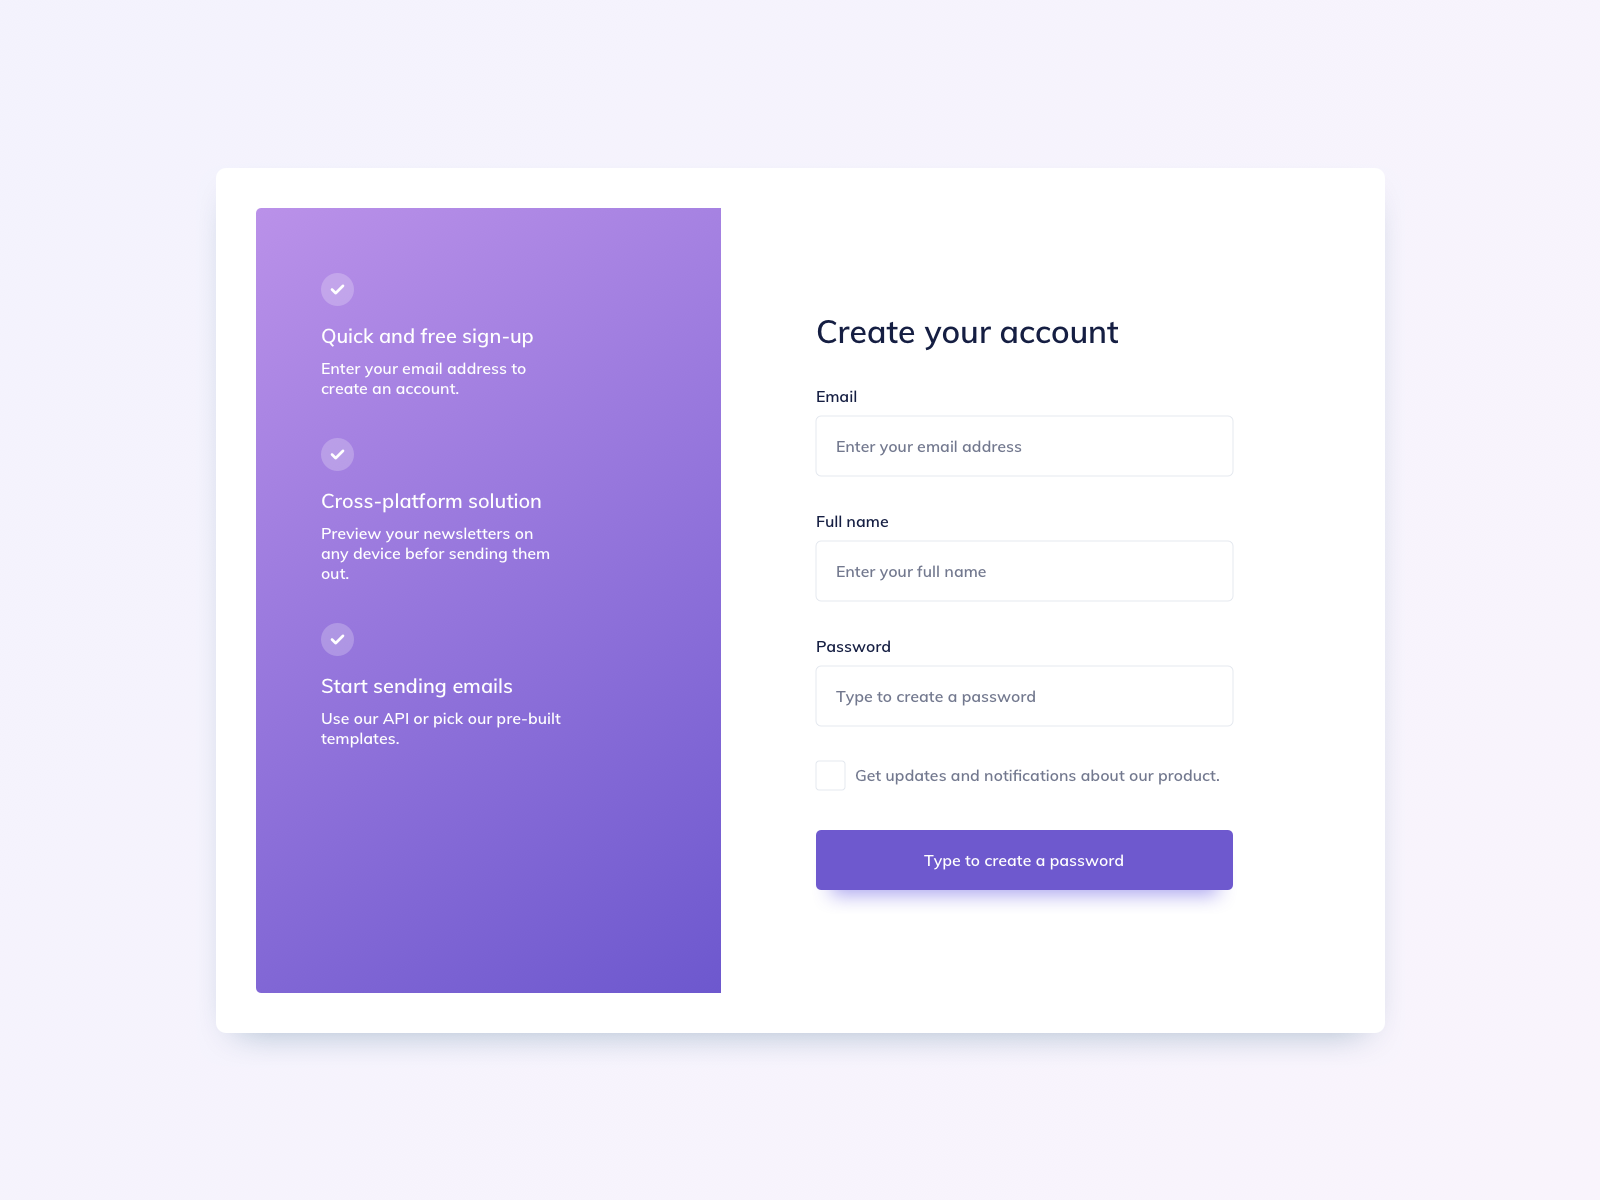 Quick and free sign-up
Enter your email address to
create an account.
Cross-platform solution
Preview your newsletters on
any device befor sending them
out.
Start sending emails
Use our API or pick our pre-built
templates.
Create your account
Email
Enter your email address
Full name
Enter your full name
Password
Type to create a password
Get updates and notifications about our product.
Type to create a password